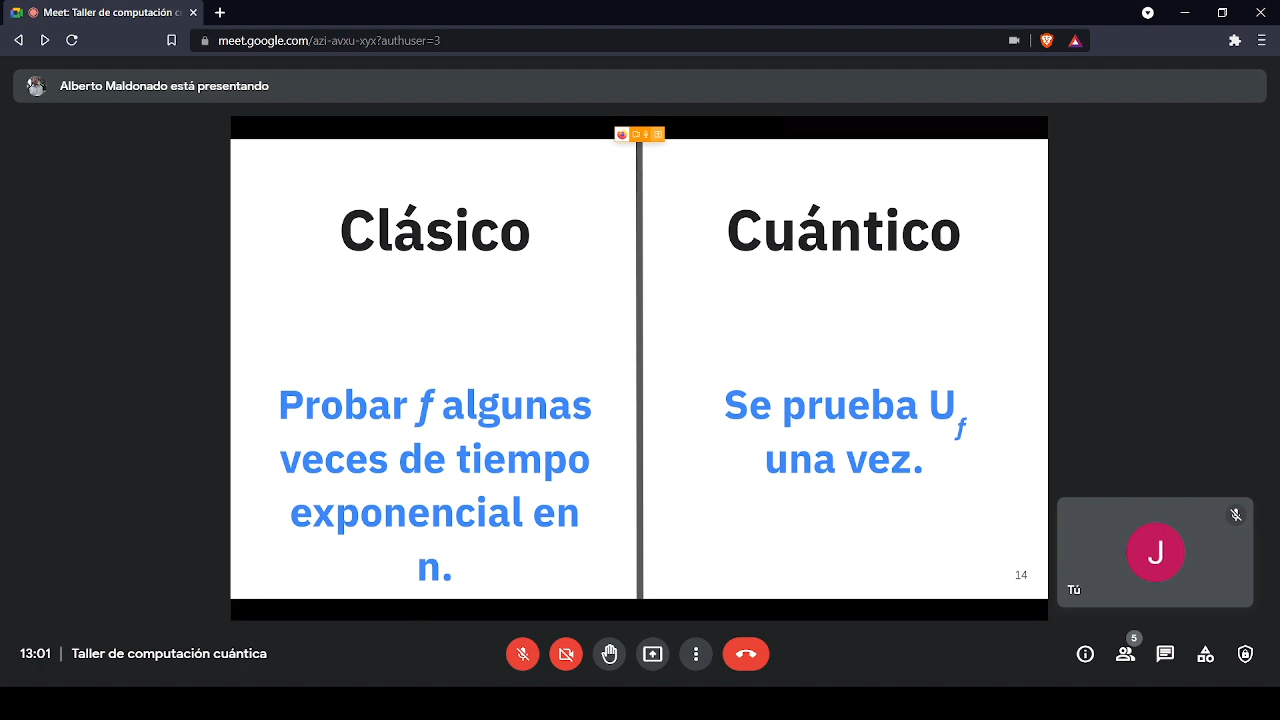 Meet: Taller de computación c
meet.google.com/azi-avxu-xyx?authuser=3
Alberto Maldonado está presentando
Clásico
Cuántico
Probar f algunas
veces de tiempo
exponencial en
n.
Se prueba U f
una vez.
14
J
Tú
13:01 | Taller de computación cuántica
5